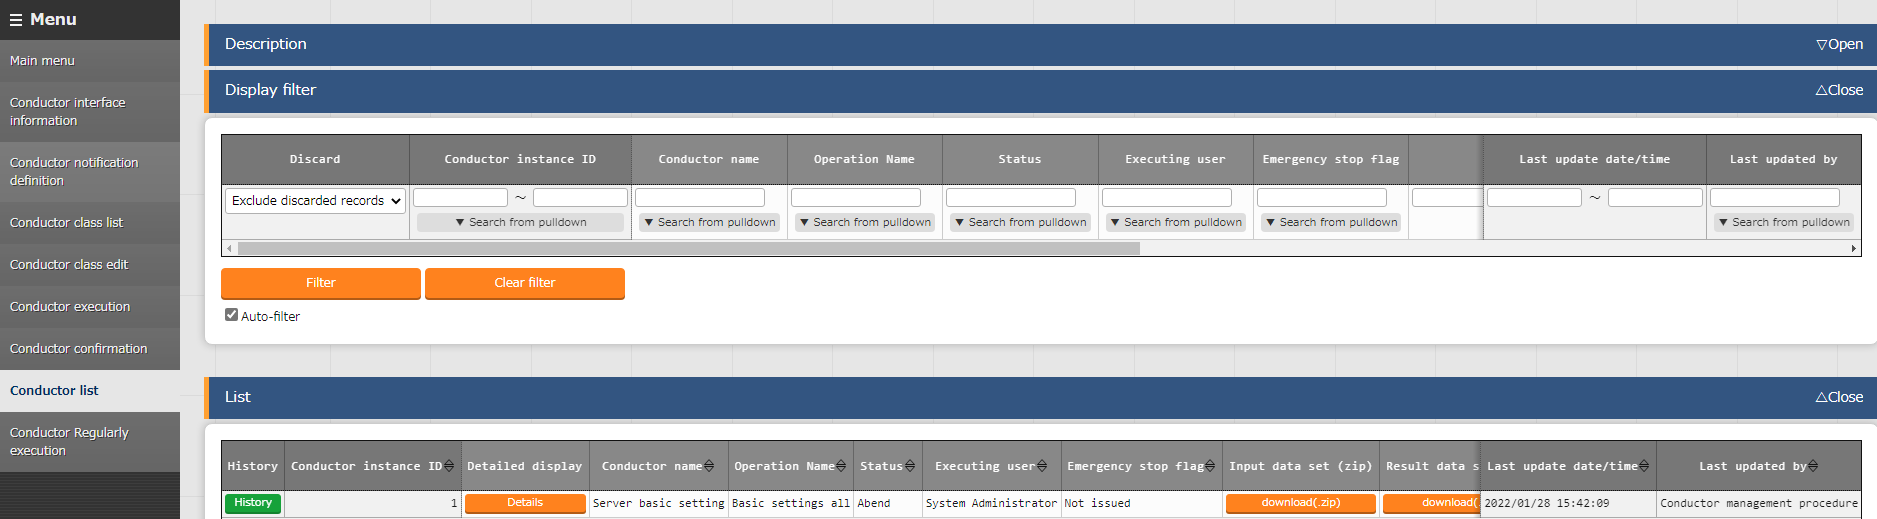 ☰ Menu
Main menu
Conductor interface
information
Conductor notification
definition
Conductor class list
Conductor class edit
Conductor execution
Conductor confirmation
Conductor list
Conductor Regularly
execution
Description ▽Open
Display filter △Close
Discard Conductor instance ID Conductor name Operation Name Status Executing user Emergency stop flag Last update date/time Last updated by
Exclude discarded records ~ ~
▼ Search from pulldown ▼ Search from pulldown ▼ Search from pulldown ▼ Search from pulldown ▼ Search from pulldown ▼ Search from pulldown ▼ Search from pulldown
Filter Clear filter
Auto-filter
List △Close
History Conductor instance ID Detailed display Conductor name Operation Name Status Executing user Emergency stop flag Input data set (zip) Result data s Last update date/time Last updated by
History 1 Details Server basic setting Basic settings all Abend System Administrator Not issued download(.zip) download( 2022/01/28 15:42:09 Conductor management procedure